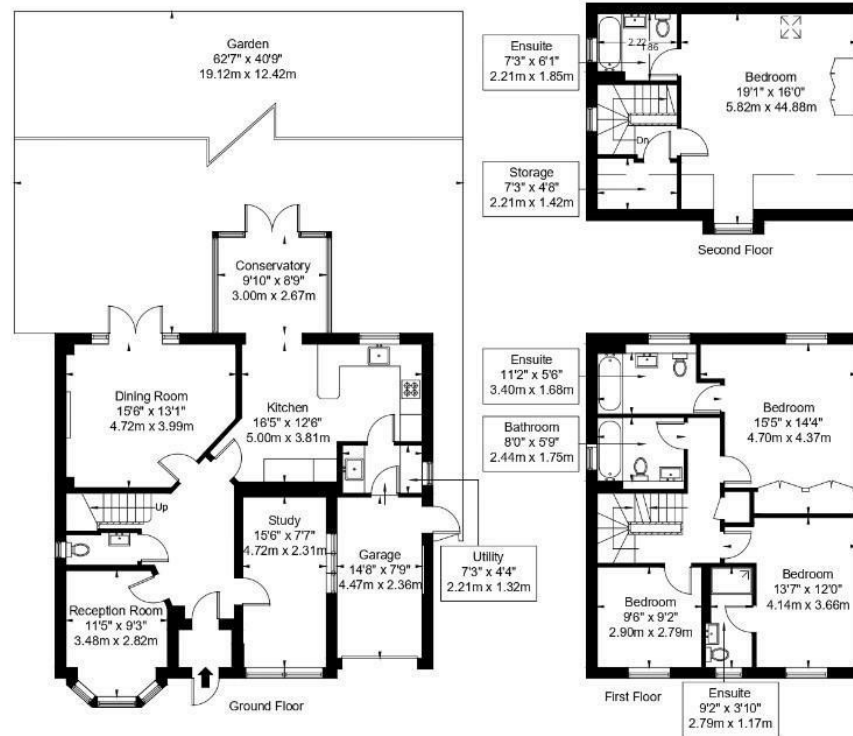 Garden
62'7" x 40'9"
19.12m x 12.42m
Conservatory
9'10" x 8'9"
3.00m x 2.67m
Dining Room
15'6" x 13'1"
4.72m x 3.99m
Kitchen
16'5" x 12'6"
5.00m x 3.81m
Up
Study
15'6" x 7'7"
4.72m x 2.31m
Garage
14'8" x 7'9"
4.47m x 2.36m
Utility
7'3" x 4'4"
2.21m x 1.32m
Reception Room
11'5" x 9'3"
3.48m x 2.82m
Ground Floor
Ensuite
7'3" x 6'1"
2.21m x 1.85m
2.22
1.86
Bedroom
19'1" x 16'0"
5.82m x 44.88m
Dn
Storage
7'3" x 4'8"
2.21m x 1.42m
Second Floor
Ensuite
11'2" x 5'6"
3.40m x 1.68m
Bathroom
8'0" x 5'9"
2.44m x 1.75m
Bedroom
15'5" x 14'4"
4.70m x 4.37m
Bedroom
13'7" x 12'0"
4.14m x 3.66m
Bedroom
9'6" x 9'2"
2.90m x 2.79m
First Floor
Ensuite
9'2" x 3'10"
2.79m x 1.17m